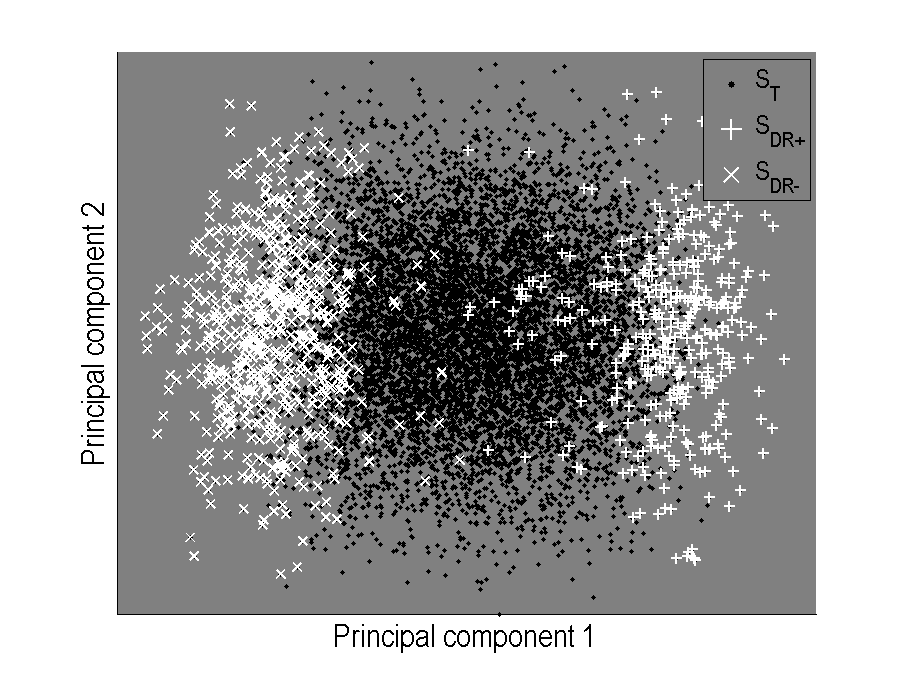 S_T
S_DR+
S_DR-
Principal component 2
Principal component 1